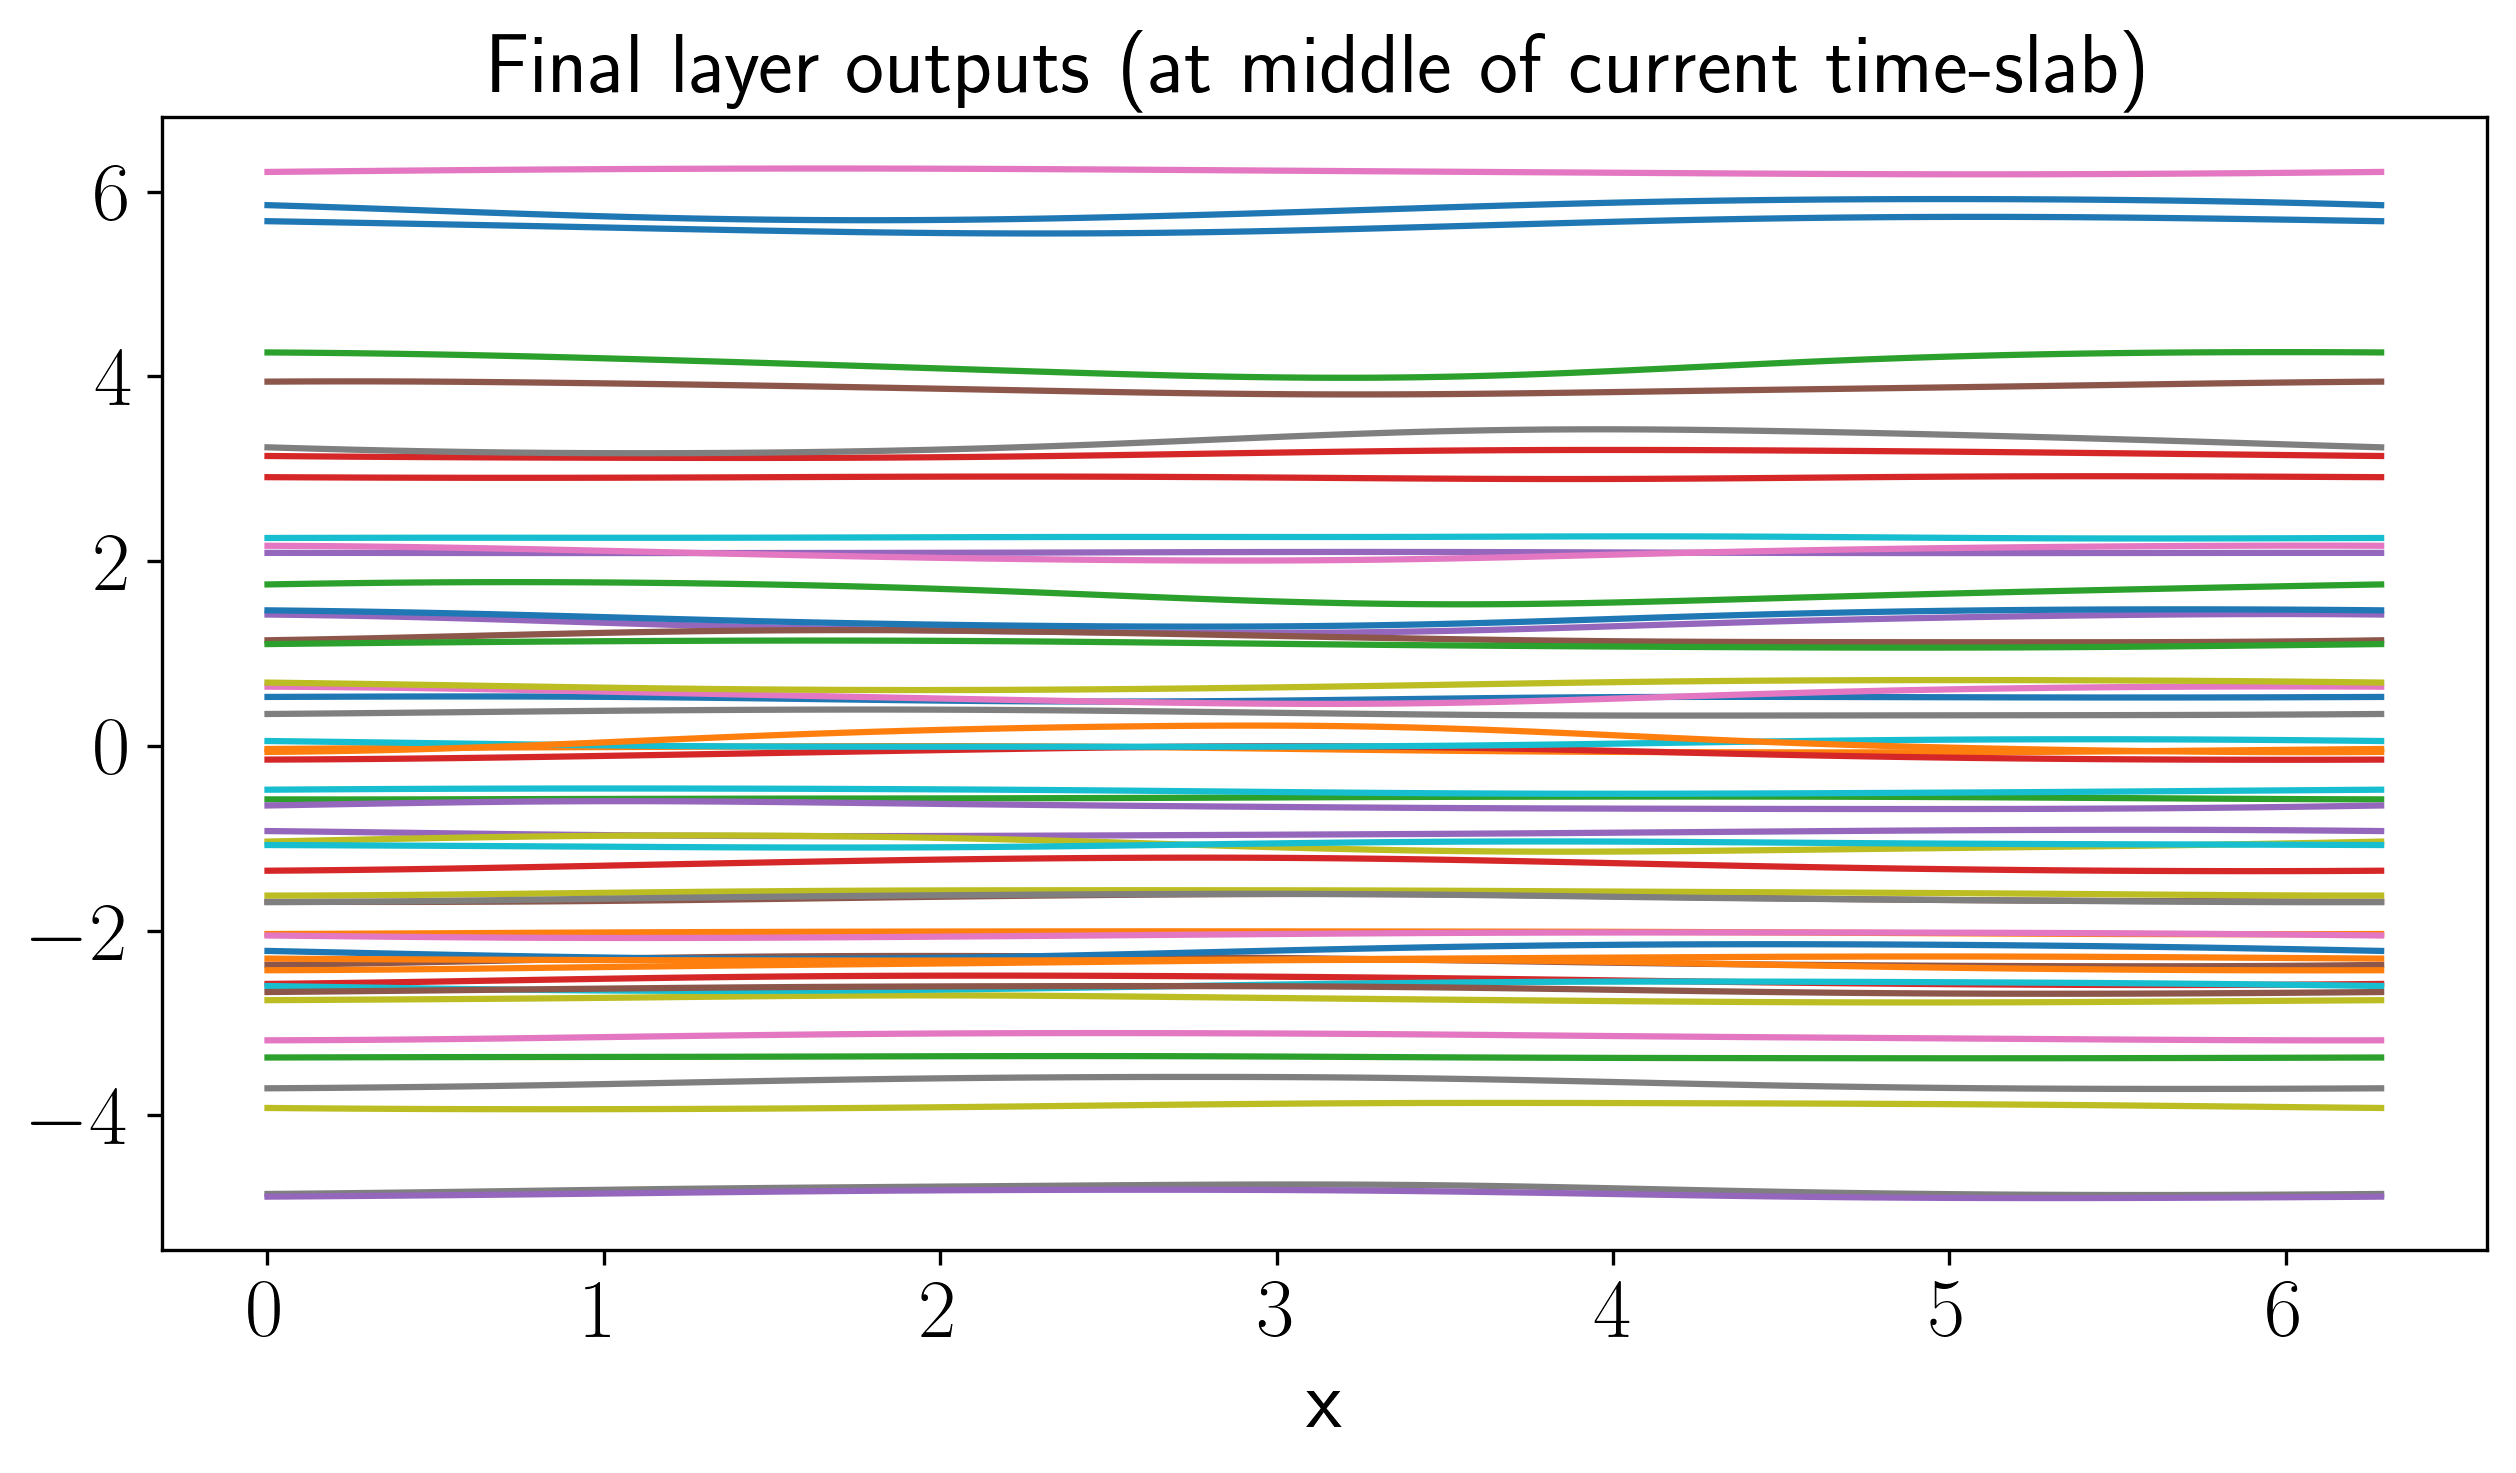 Final layer outputs (at middle of current time-slab)
6
4
2
0
−2
−4
0 1 2 3 4 5 6
x